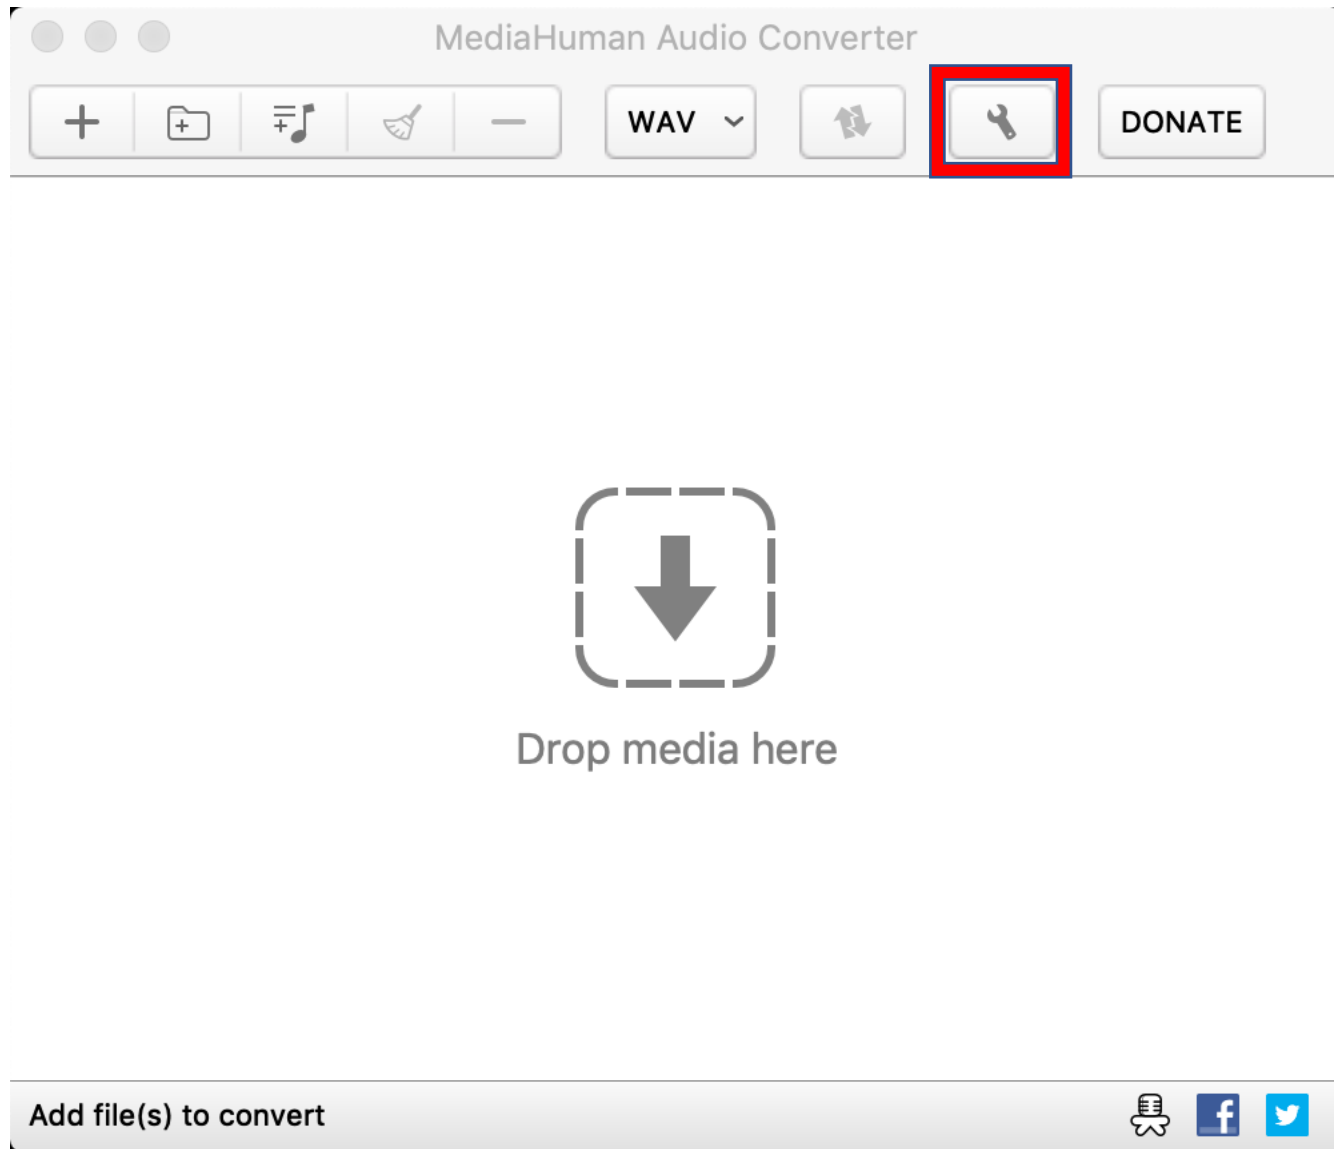 MediaHuman Audio Converter
WAV
DONATE
Drop media here
Add file(s) to convert